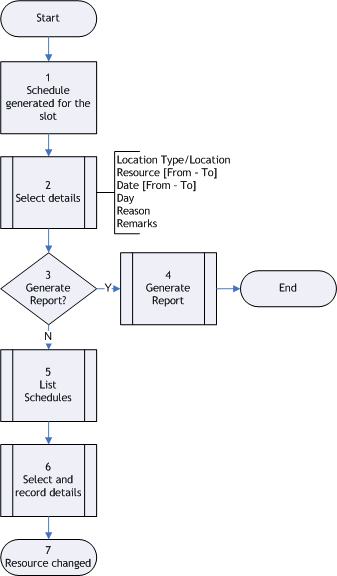 Start
1
Schedule
generated for the
slot
2
Select details
Location Type/Location
Resource [From - To]
Date [From - To]
Day
Reason
Remarks
3
Generate
Report?
Y
4
Generate
Report
End
N
5
List
Schedules
6
Select and
record details
7
Resource changed